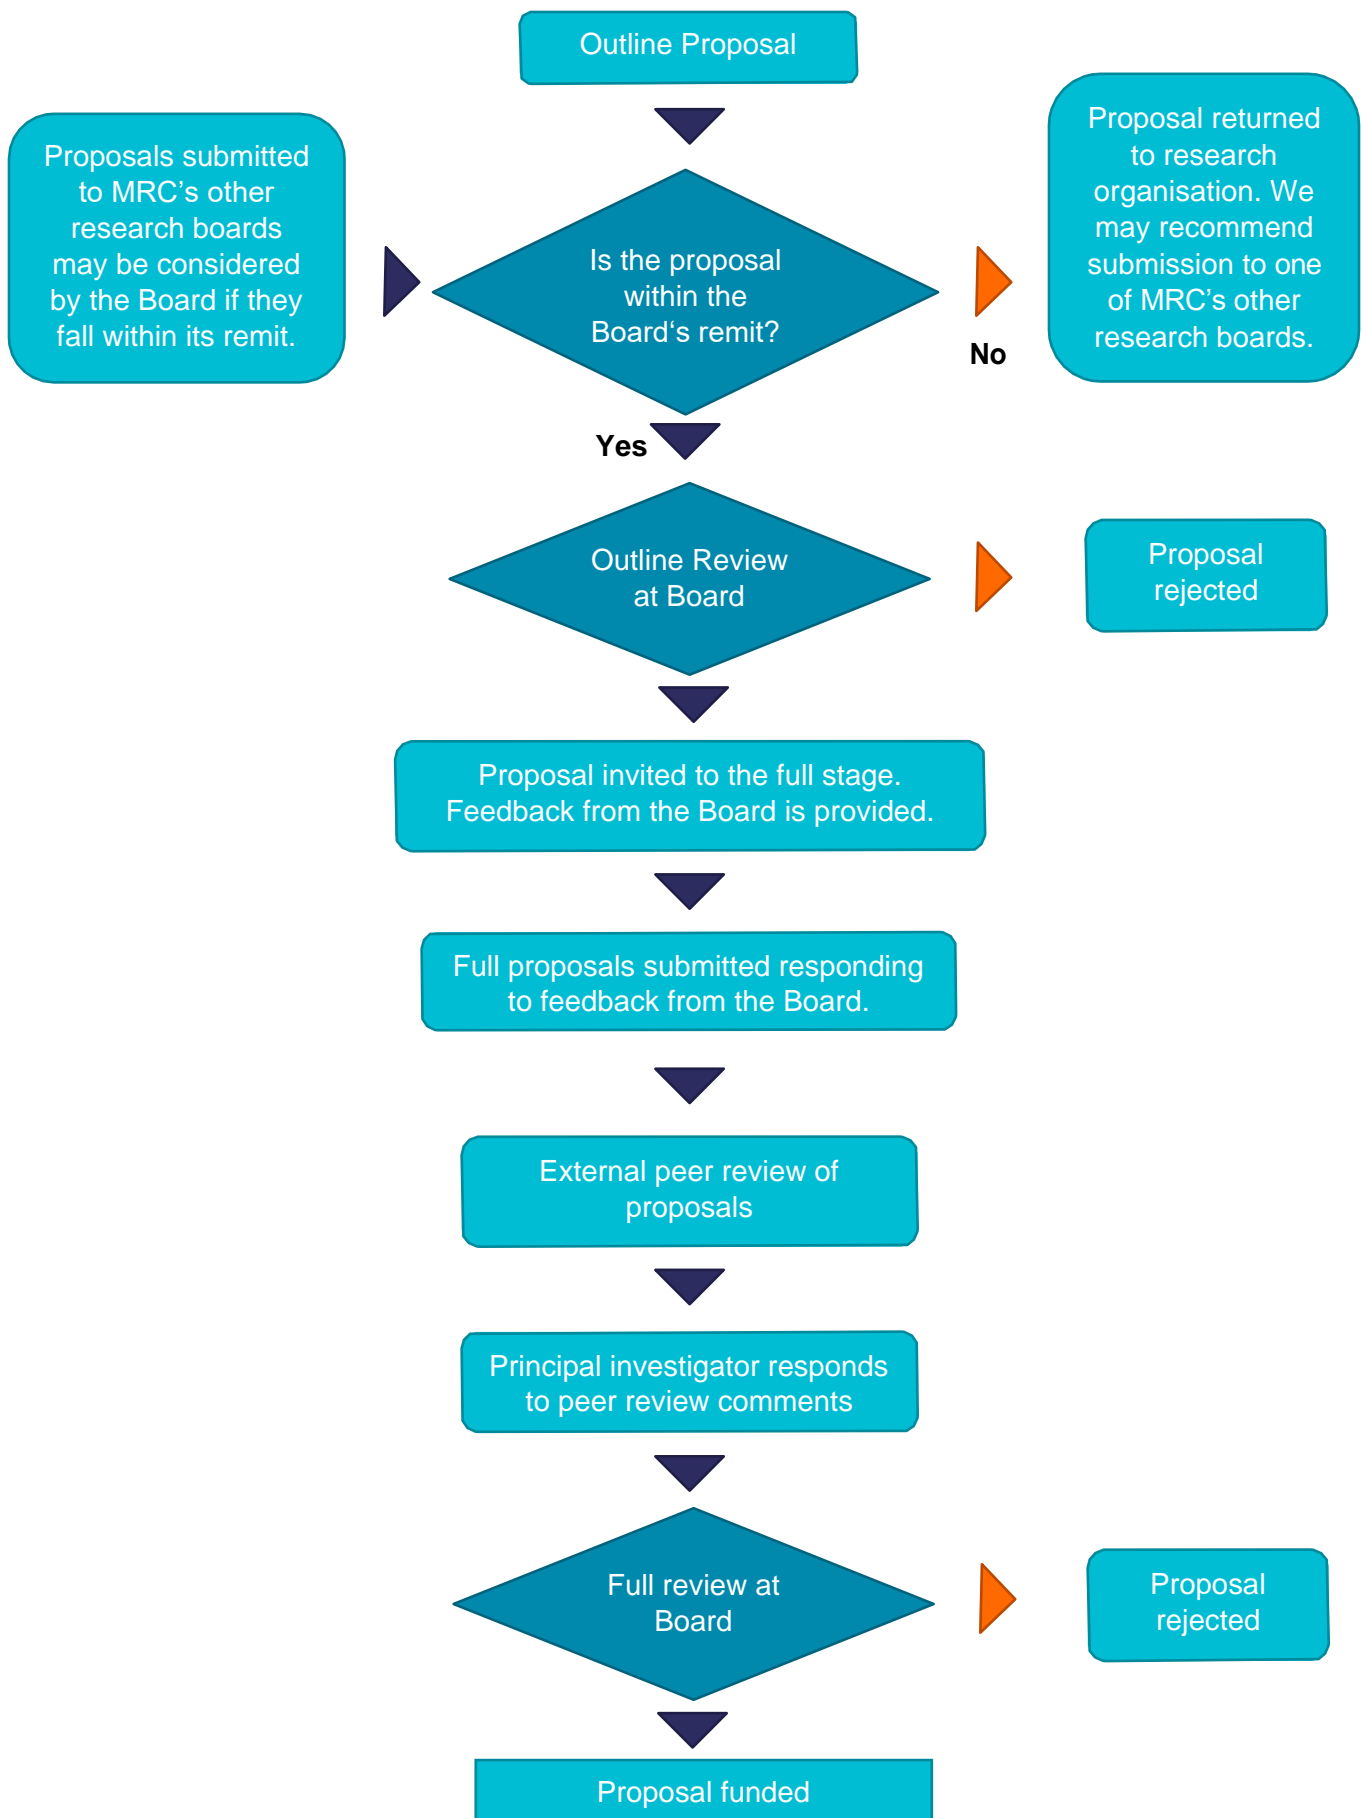 Outline Proposal
Proposals submitted
to MRC’s other
research boards
may be considered
by the Board if they
fall within its remit.
Is the proposal
within the
Board‘s remit?
No
Proposal returned
to research
organisation. We
may recommend
submission to one
of MRC’s other
research boards.
Yes
Outline Review
at Board
Proposal
rejected
Proposal invited to the full stage.
Feedback from the Board is provided.
Full proposals submitted responding
to feedback from the Board.
External peer review of
proposals
Principal investigator responds
to peer review comments
Full review at
Board
Proposal
rejected
Proposal funded